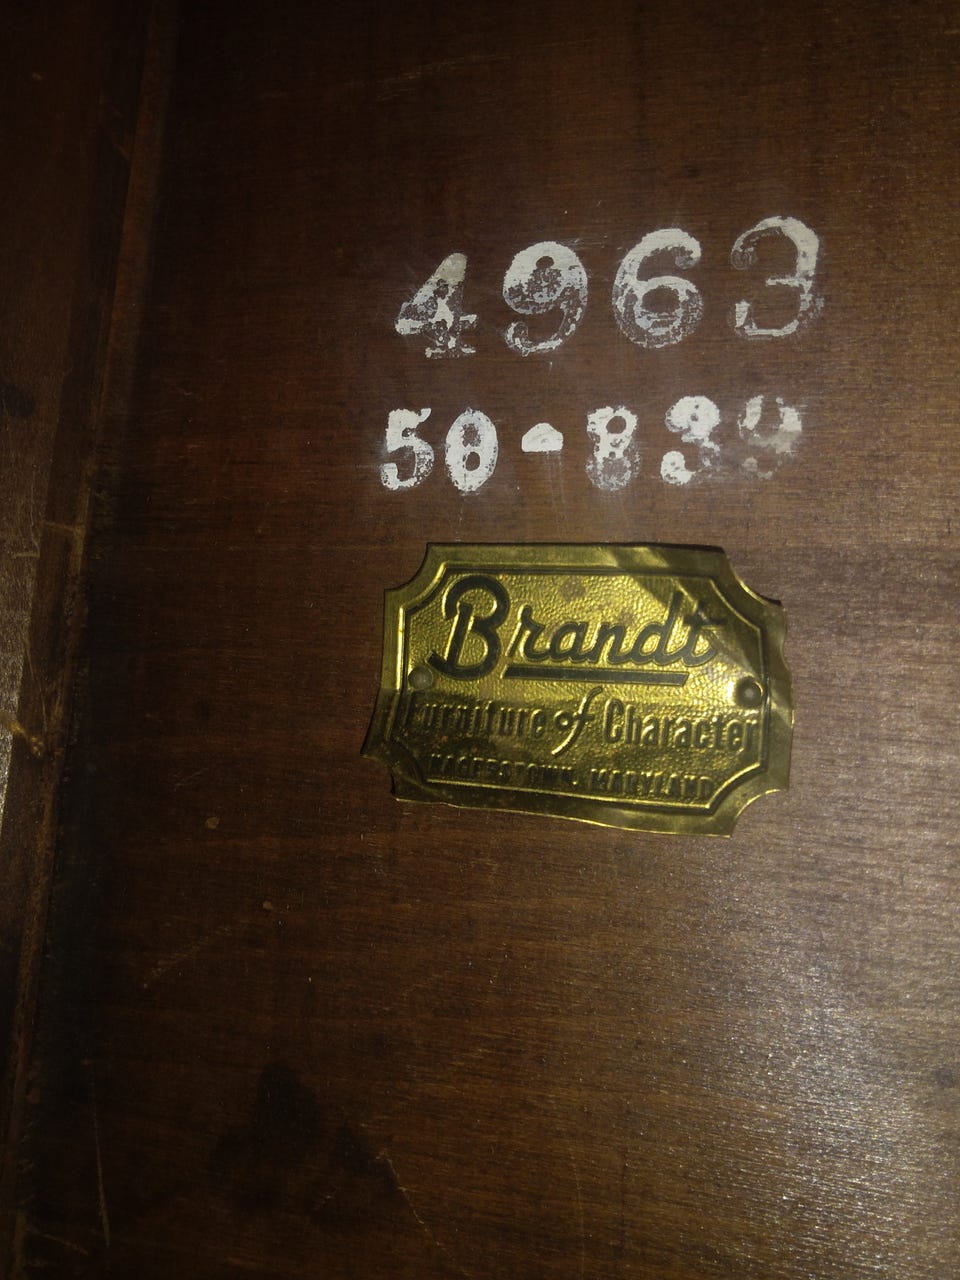 4963
50-839
Brandt
Furniture of Character
HAGERSTOWN, MARYLAND